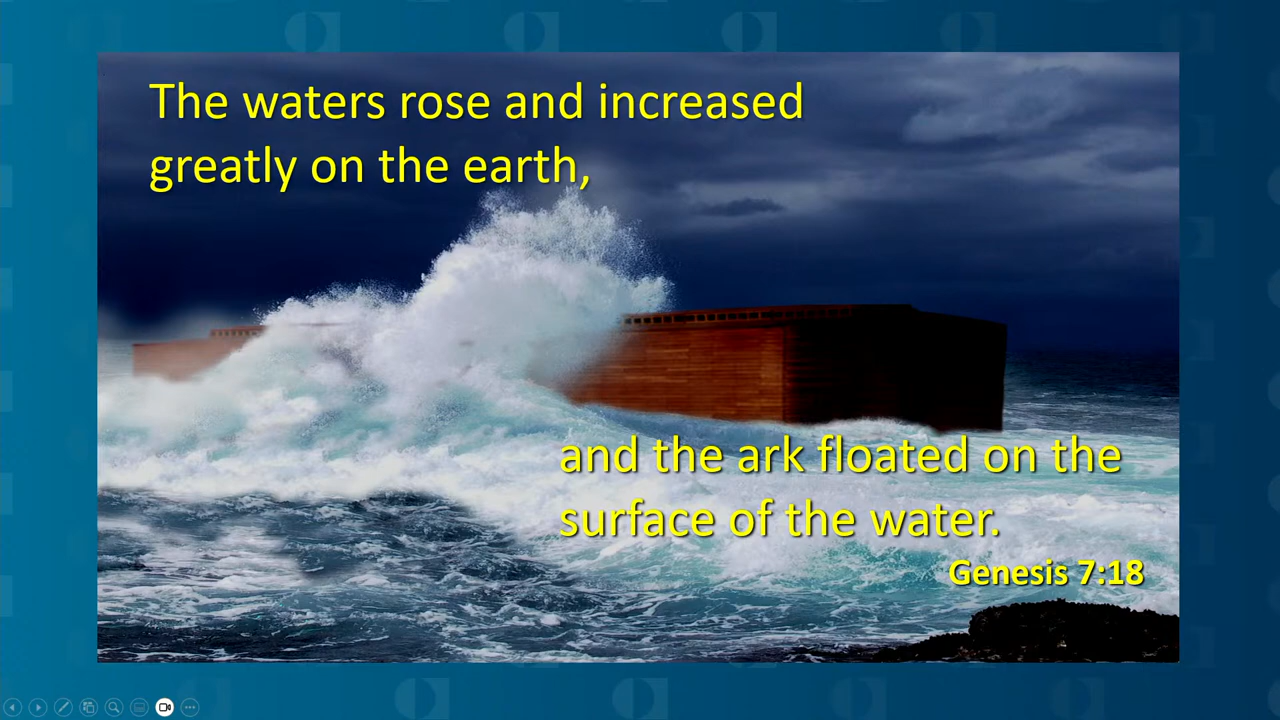 The waters rose and increased
greatly on the earth,
and the ark floated on the
surface of the water.
Genesis 7:18